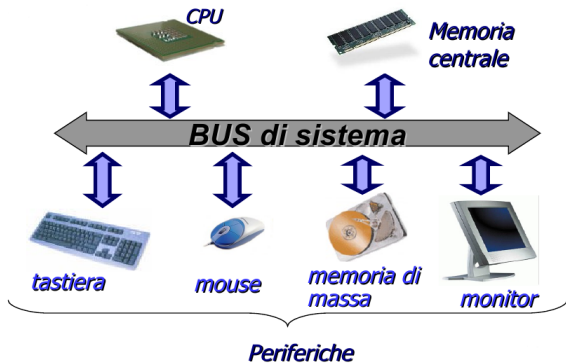 CPU
Memoria
centrale
BUS di sistema
tastiera
mouse
memoria di
massa
monitor
Periferiche